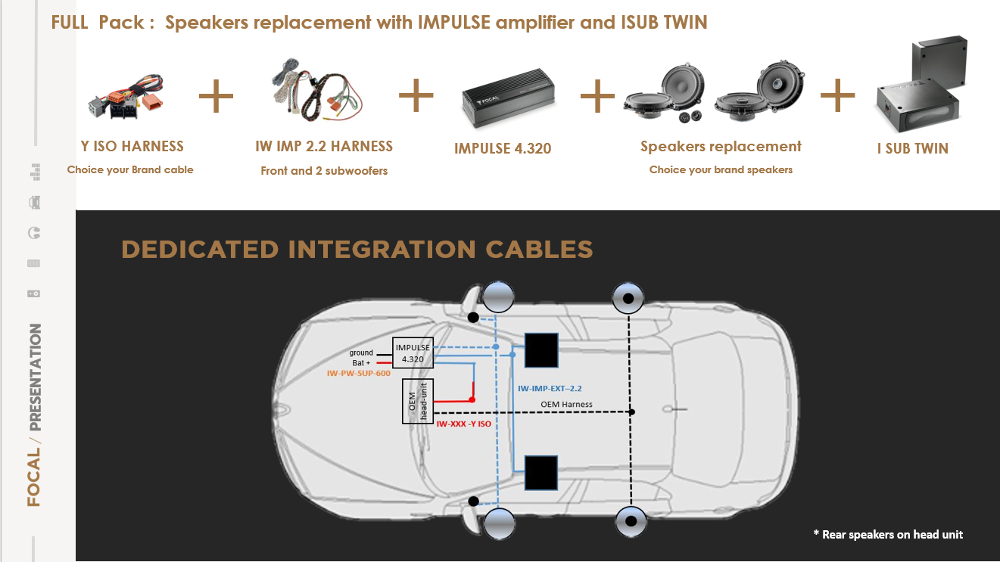 FULL Pack : Speakers replacement with IMPULSE amplifier and ISUB TWIN
FOCAL
Y ISO HARNESS
IW IMP 2.2 HARNESS
IMPULSE 4.320
Speakers replacement
I SUB TWIN
Choice your Brand cable
Front and 2 subwoofers
Choice your brand speakers
DEDICATED INTEGRATION CABLES
IMPULSE
4.320
ground
Bat +
IW-PW-SUP-600
OEM
head-unit
IW-IMP-EXT–2.2
OEM Harness
IW-XXX -Y ISO
FOCAL / PRESENTATION
* Rear speakers on head unit